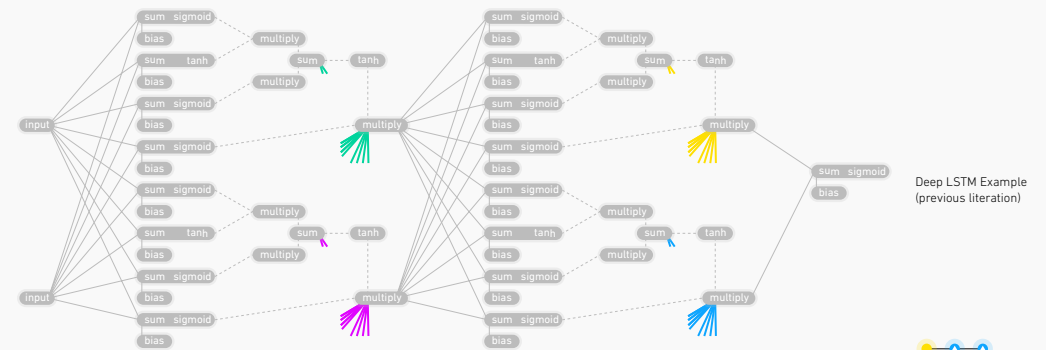 sum sigmoid
bias
sum tanh
bias
sum sigmoid
bias
sum sigmoid
bias
sum sigmoid
bias
sum tanh
bias
sum sigmoid
bias
sum sigmoid
bias
input
input
multiply
sum
tanh
multiply
multiply
multiply
sum
tanh
multiply
multiply
sum sigmoid
bias
sum tanh
bias
sum sigmoid
bias
sum sigmoid
bias
sum sigmoid
bias
sum tanh
bias
sum sigmoid
bias
sum sigmoid
bias
multiply
sum
tanh
multiply
multiply
multiply
sum
tanh
multiply
multiply
sum sigmoid
bias
Deep LSTM Example
(previous literation)